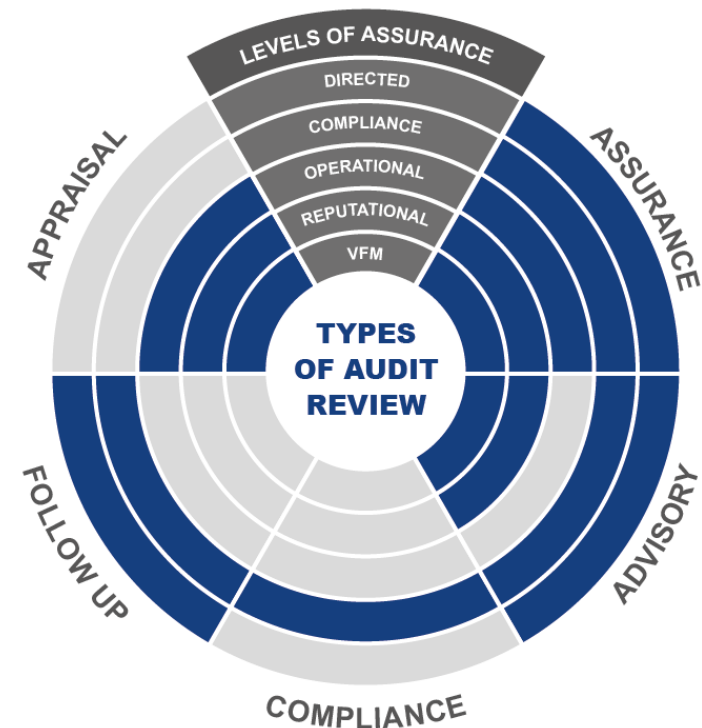 LEVELS OF ASSURANCE
DIRECTED
COMPLIANCE
OPERATIONAL
REPUTATIONAL
VFM
TYPES
OF AUDIT
REVIEW
APPRAISAL
ASSURANCE
FOLLOW UP
ADVISORY
COMPLIANCE